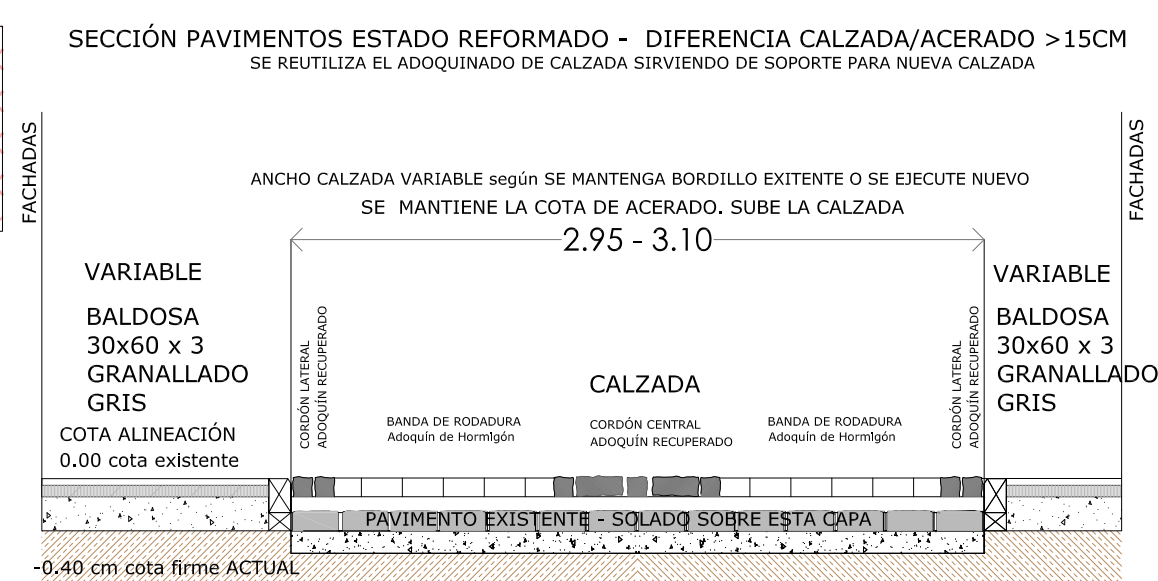 SECCIÓN PAVIMENTOS ESTADO REFORMADO - DIFERENCIA CALZADA/ACERADO >15CM
SE REUTILIZA EL ADOQUINADO DE CALZADA SIRVIENDO DE SOPORTE PARA NUEVA CALZADA
FACHADAS
FACHADAS
ANCHO CALZADA VARIABLE según SE MANTENGA BORDILLO EXITENTE O SE EJECUTE NUEVO
SE MANTIENE LA COTA DE ACERADO. SUBE LA CALZADA
2.95 - 3.10
VARIABLE
BALDOSA
30x60 x 3
GRANALLADO
GRIS
COTA ALINEACIÓN
0.00 cota existente
CORDÓN LATERAL
ADOQUÍN RECUPERADO
BANDA DE RODADURA
Adoquín de Hormigón
CALZADA
CORDÓN CENTRAL
ADOQUÍN RECUPERADO
BANDA DE RODADURA
Adoquín de Hormigón
CORDÓN LATERAL
ADOQUÍN RECUPERADO
VARIABLE
BALDOSA
30x60 x 3
GRANALLADO
GRIS
PAVIMENTO EXISTENTE - SOLADO SOBRE ESTA CAPA
-0.40 cm cota firme ACTUAL